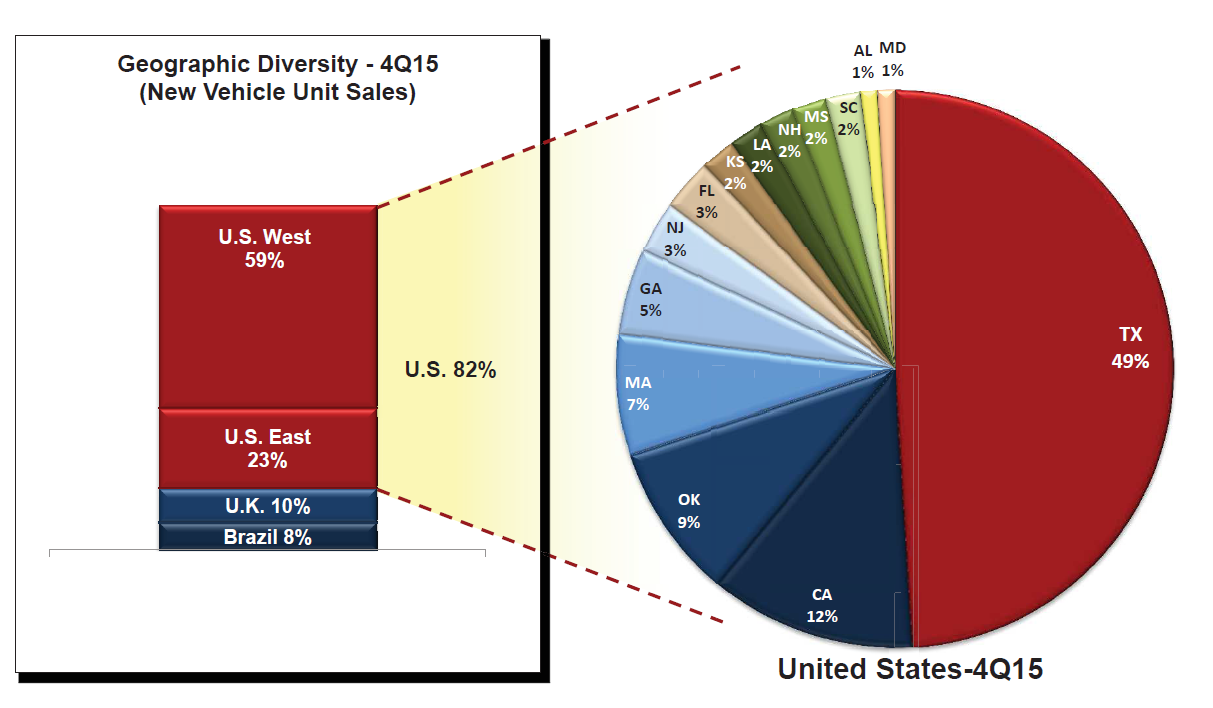 Geographic Diversity - 4Q15
(New Vehicle Unit Sales)
U.S. West
59%
U.S. East
23%
U.K. 10%
Brazil 8%
U.S. 82%
AL
1%
MD
1%
SC
2%
MS
2%
NH
2%
LA
2%
KS
2%
FL
3%
NJ
3%
GA
5%
MA
7%
OK
9%
CA
12%
TX
49%
United States-4Q15